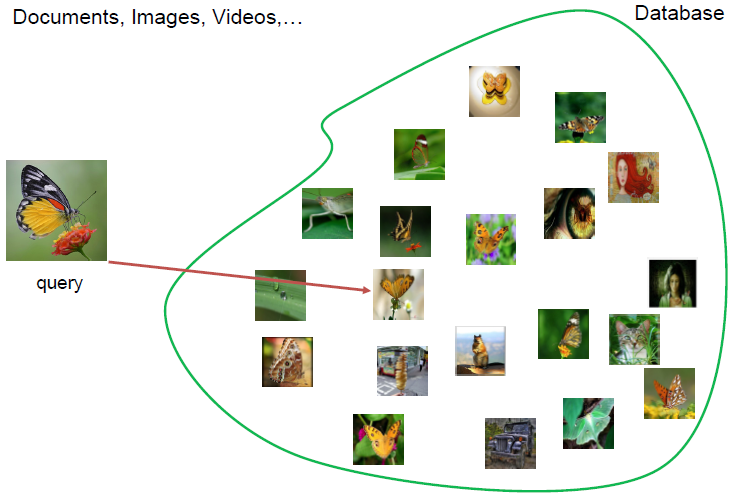 Documents, Images, Videos,…
Database
query